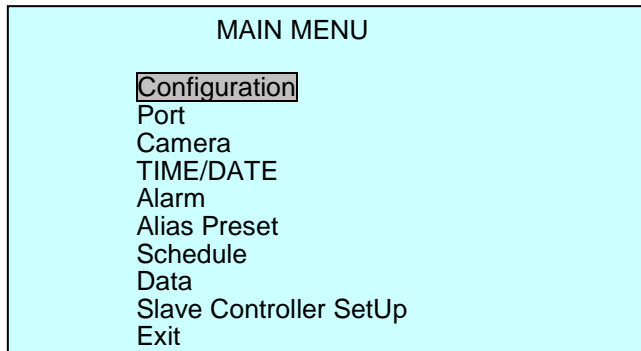 MAIN MENU
Configuration
Port
Camera
TIME/DATE
Alarm
Alias Preset
Schedule
Data
Slave Controller SetUp
Exit